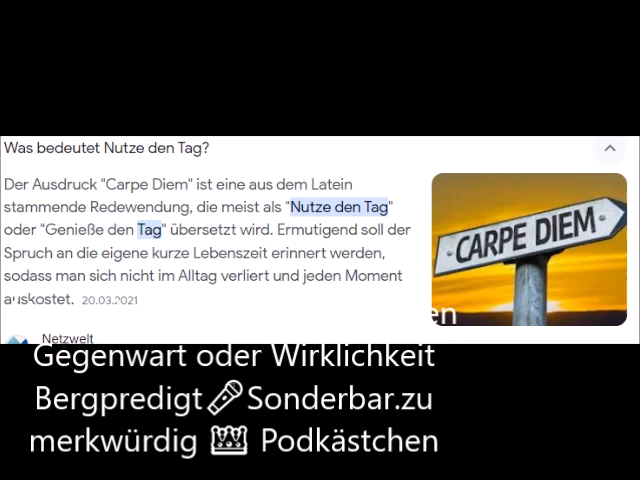 Was bedeutet Nutze den Tag?
Der Ausdruck "Carpe Diem" ist eine aus dem Latein
stammende Redewendung, die meist als "Nutze den Tag"
oder "Genieße den Tag" übersetzt wird. Ermutigend soll der
Spruch an die eigene kurze Lebenszeit erinnert werden,
sodass man sich nicht im Alltag verliert und jeden Moment
auskostet. 20.03.2021
CARPE DIEM
Netzwelt
Gegenwart oder Wirklichkeit
Bergpredigt🎤Sonderbar.zu
merkwürdig 👑 Podkästchen